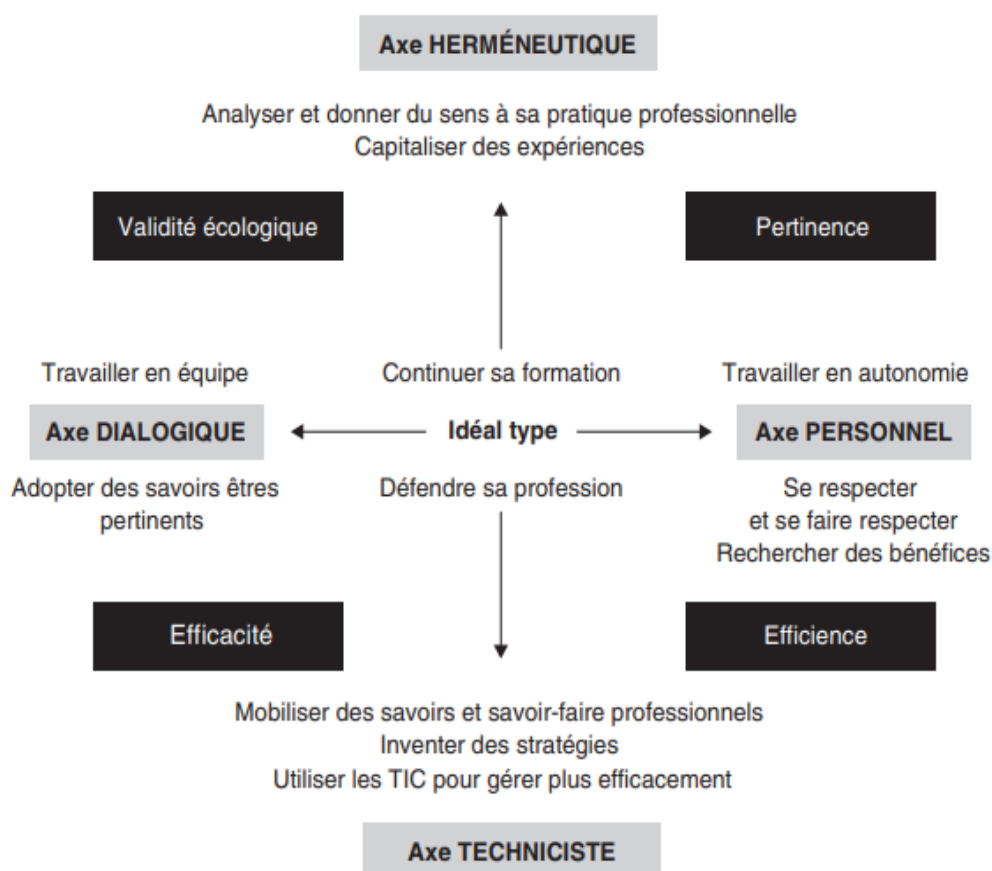 Axe HERMÉNEUTIQUE
Analyser et donner du sens à sa pratique professionnelle
Capitaliser des expériences
Validité écologique
Pertinence
Travailler en équipe
Continuer sa formation
Travailler en autonomie
Axe DIALOGIQUE
Idéal type
Axe PERSONNEL
Adopter des savoirs êtres
pertinents
Défendre sa profession
Se respecter
et se faire respecter
Rechercher des bénéfices
Efficacité
Efficience
Mobiliser des savoirs et savoir-faire professionnels
Inventer des stratégies
Utiliser les TIC pour gérer plus efficacement
Axe TECHNICISTE